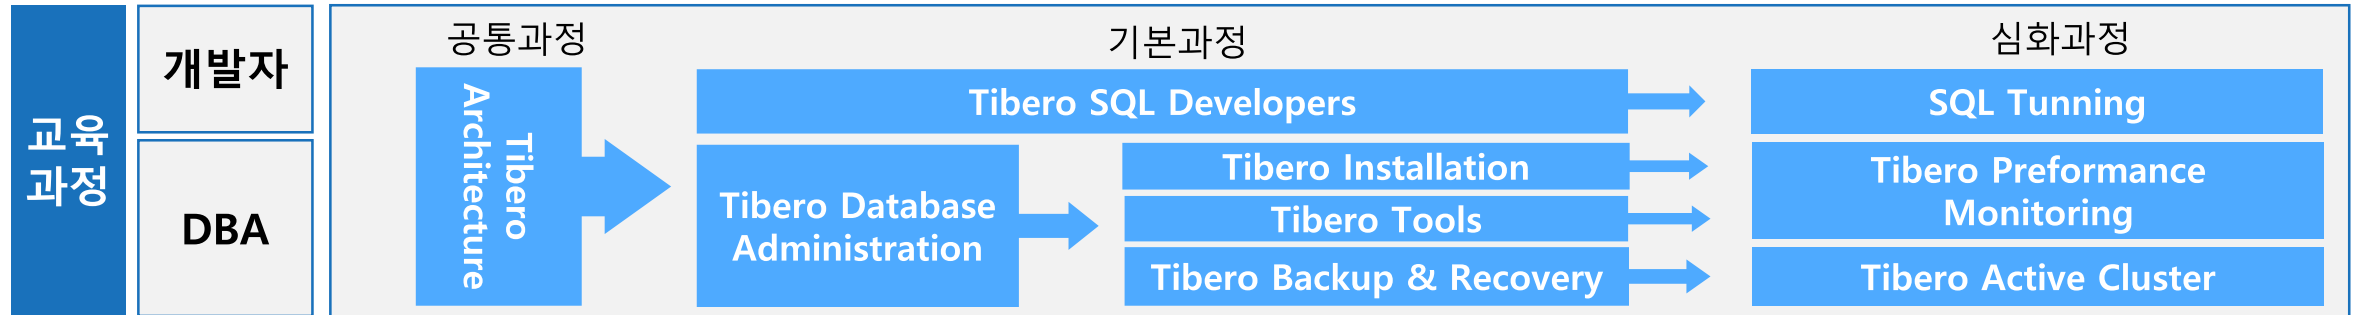 교육
과정
개발자
DBA
공통과정
기본과정
심화과정
Tibero
Architecture
Tibero SQL Developers
SQL Tunning
Tibero Database
Administration
Tibero Installation
Tibero Tools
Tibero Backup & Recovery
Tibero Preformance
Monitoring
Tibero Active Cluster